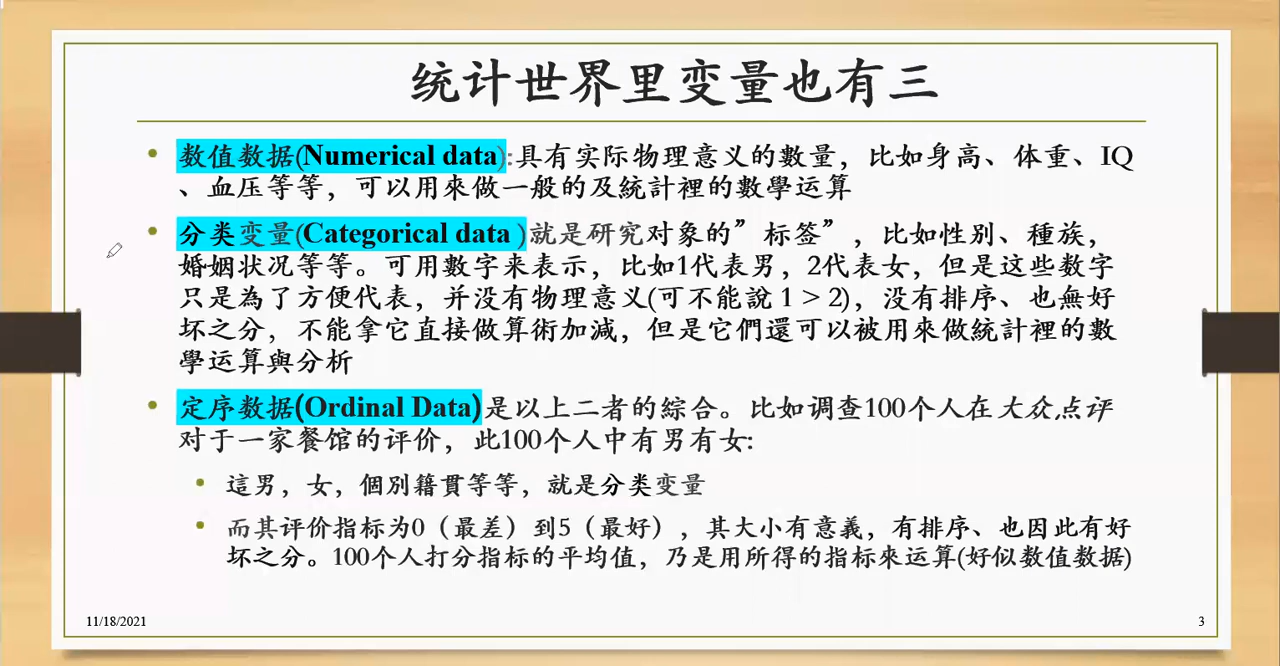 统计世界里变量也有三
• 数值数据(Numerical data):具有实际物理意义的數量，比如身高、体重、IQ
、血压等等，可以用來做一般的及統計裡的數學运算
• 分类变量(Categorical data )就是研究对象的”标签”，比如性別、種族，
婚姻状况等等。可用數字来表示，比如1代表男，2代表女，但是这些数字
只是為了方便代表，并没有物理意义(可不能說 1 > 2)，没有排序、也無好
坏之分，不能拿它直接做算術加減，但是它們還可以被用來做統計裡的數
學运算與分析
• 定序数据(Ordinal Data)是以上二者的綜合。比如调查100个人在大众点评
对于一家餐馆的评价，此100个人中有男有女:
• 這男，女，個別籍貫等等，就是分类变量
• 而其评价指标为0（最差）到5（最好），其大小有意義，有排序、也因此有好
坏之分。100个人打分指标的平均值，乃是用所得的指标來运算(好似数值数据)
11/18/2021
3